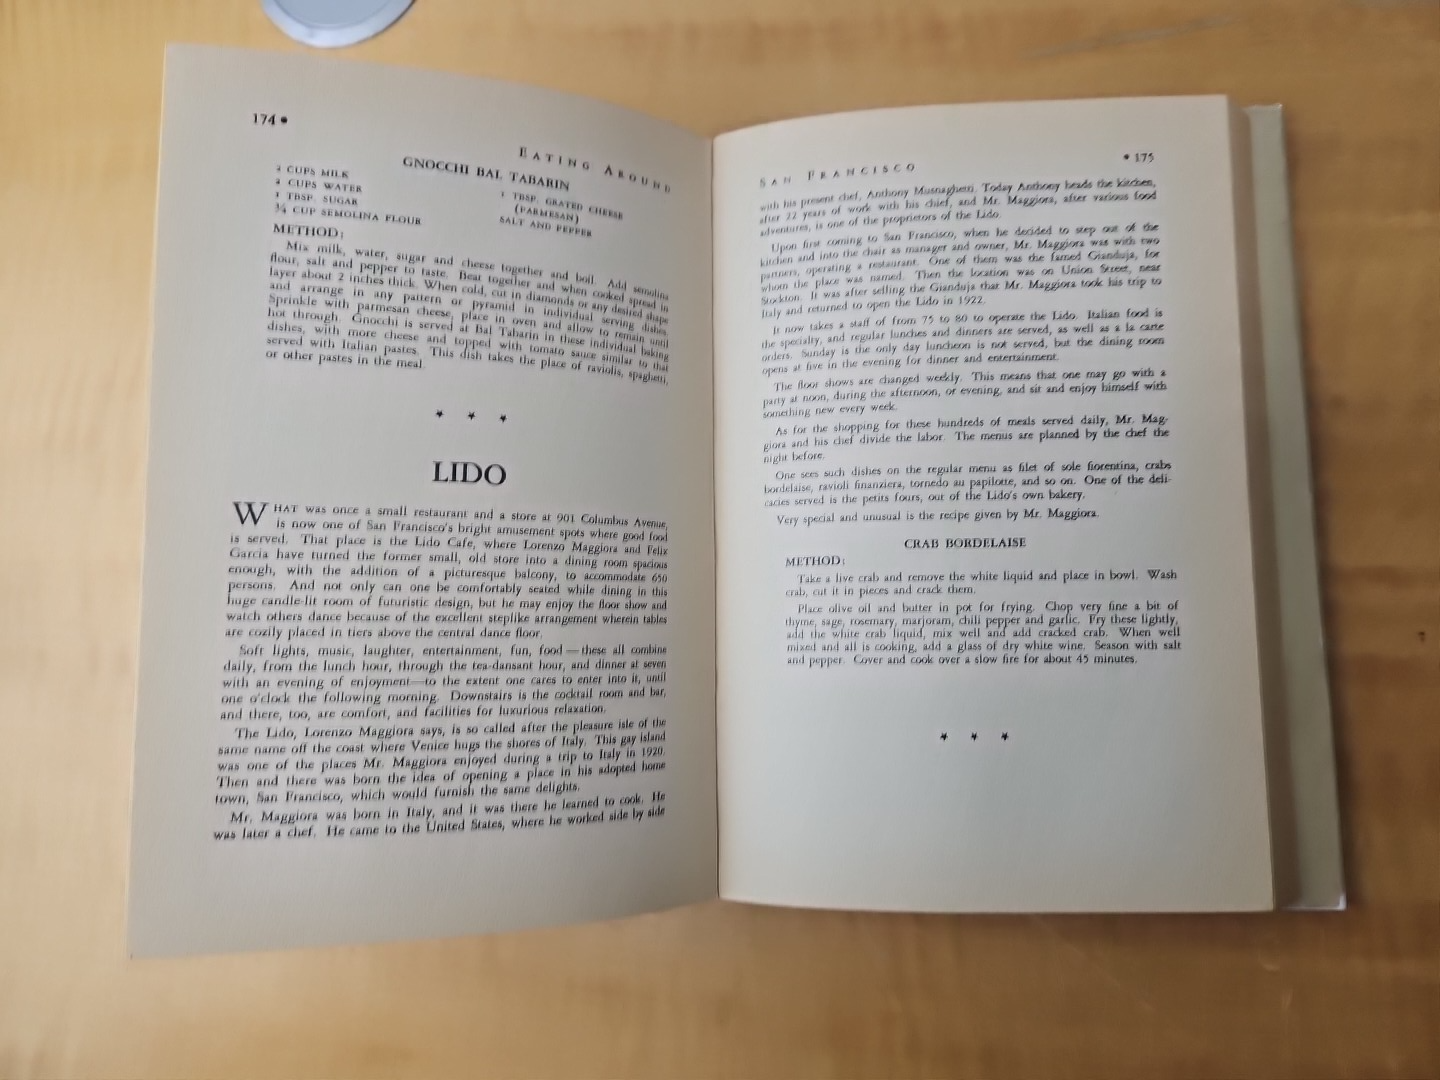 174 •
EATING AROUND
GNOCCHI BAL TABARIN
2 CUPS MILK
2 CUPS WATER
1 TBSP. SUGAR
¾ CUP SEMOLINA FLOUR
1 TBSP. GRATED CHEESE
(PARMESAN)
SALT AND PEPPER
METHOD:
Mix milk, water, sugar and cheese together and boil. Add semolina
flour, salt and pepper to taste. Beat together and when cooked spread in
layer about 2 inches thick. When cold, cut in diamonds or any desired shape
and arrange in any pattern or pyramid in individual serving dishes.
Sprinkle with parmesan cheese, place in oven and allow to remain until
hot through. Gnocchi is served at Bal Tabarin in these individual baking
dishes, with more cheese and topped with tomato sauce similar to that
served with Italian pastes. This dish takes the place of raviolis, spaghetti,
or other pastes in the meal.
★ ★ ★
LIDO
WHAT was once a small restaurant and a store at 901 Columbus Avenue,
is now one of San Francisco's bright amusement spots where good food
is served. That place is the Lido Cafe, where Lorenzo Maggiora and Felix
Garcia have turned the former small, old store into a dining room spacious
enough, with the addition of a picturesque balcony, to accommodate 650
persons. And not only can one be comfortably seated while dining in this
huge candle-lit room of futuristic design, but he may enjoy the floor show and
watch others dance because of the excellent steplike arrangement wherein tables
are cozily placed in tiers above the central dance floor.
Soft lights, music, laughter, entertainment, fun, food—these all combine
daily, from the lunch hour, through the tea-dansant hour, and dinner at seven
with an evening of enjoyment—to the extent one cares to enter into it, until
one o'clock the following morning. Downstairs is the cocktail room and bar,
and there, too, are comfort, and facilities for luxurious relaxation.
The Lido, Lorenzo Maggiora says, is so called after the pleasure isle of the
same name off the coast where Venice hugs the shores of Italy. This gay island
was one of the places Mr. Maggiora enjoyed during a trip to Italy in 1920.
Then and there was born the idea of opening a place in his adopted home
town, San Francisco, which would furnish the same delights.
Mr. Maggiora was born in Italy, and it was there he learned to cook. He
was later a chef. He came to the United States, where he worked side by side
SAN FRANCISCO
• 175
with his present chef, Anthony Musnaghetti. Today Anthony heads the kitchen,
after 22 years of work with his chief, and Mr. Maggiora, after various food
adventures, is one of the proprietors of the Lido.
Upon first coming to San Francisco, when he decided to step out of the
kitchen and into the chair as manager and owner, Mr. Maggiora was with two
partners, operating a restaurant. One of them was the famed Gianduja, for
whom the place was named. Then the location was on Union Street, near
Stockton. It was after selling the Gianduja that Mr. Maggiora took his trip to
Italy and returned to open the Lido in 1922.
It now takes a staff of from 75 to 80 to operate the Lido. Italian food is
the specialty, and regular lunches and dinners are served, as well as a la carte
orders. Sunday is the only day luncheon is not served, but the dining room
opens at five in the evening for dinner and entertainment.
The floor shows are changed weekly. This means that one may go with a
party at noon, during the afternoon, or evening, and sit and enjoy himself with
something new every week.
As for the shopping for these hundreds of meals served daily, Mr. Mag-
giora and his chef divide the labor. The menus are planned by the chef the
night before.
One sees such dishes on the regular menu as filet of sole fiorentina, crabs
bordelaise, ravioli finanziera, tornedo au papilotte, and so on. One of the deli-
cacies served is the petits fours, out of the Lido's own bakery.
Very special and unusual is the recipe given by Mr. Maggiora.
CRAB BORDELAISE
METHOD:
Take a live crab and remove the white liquid and place in bowl. Wash
crab, cut it in pieces and crack them.
Place olive oil and butter in pot for frying. Chop very fine a bit of
thyme, sage, rosemary, marjoram, chili pepper and garlic. Fry these lightly,
add the white crab liquid, mix well and add cracked crab. When well
mixed and all is cooking, add a glass of dry white wine. Season with salt
and pepper. Cover and cook over a slow fire for about 45 minutes.
★ ★ ★